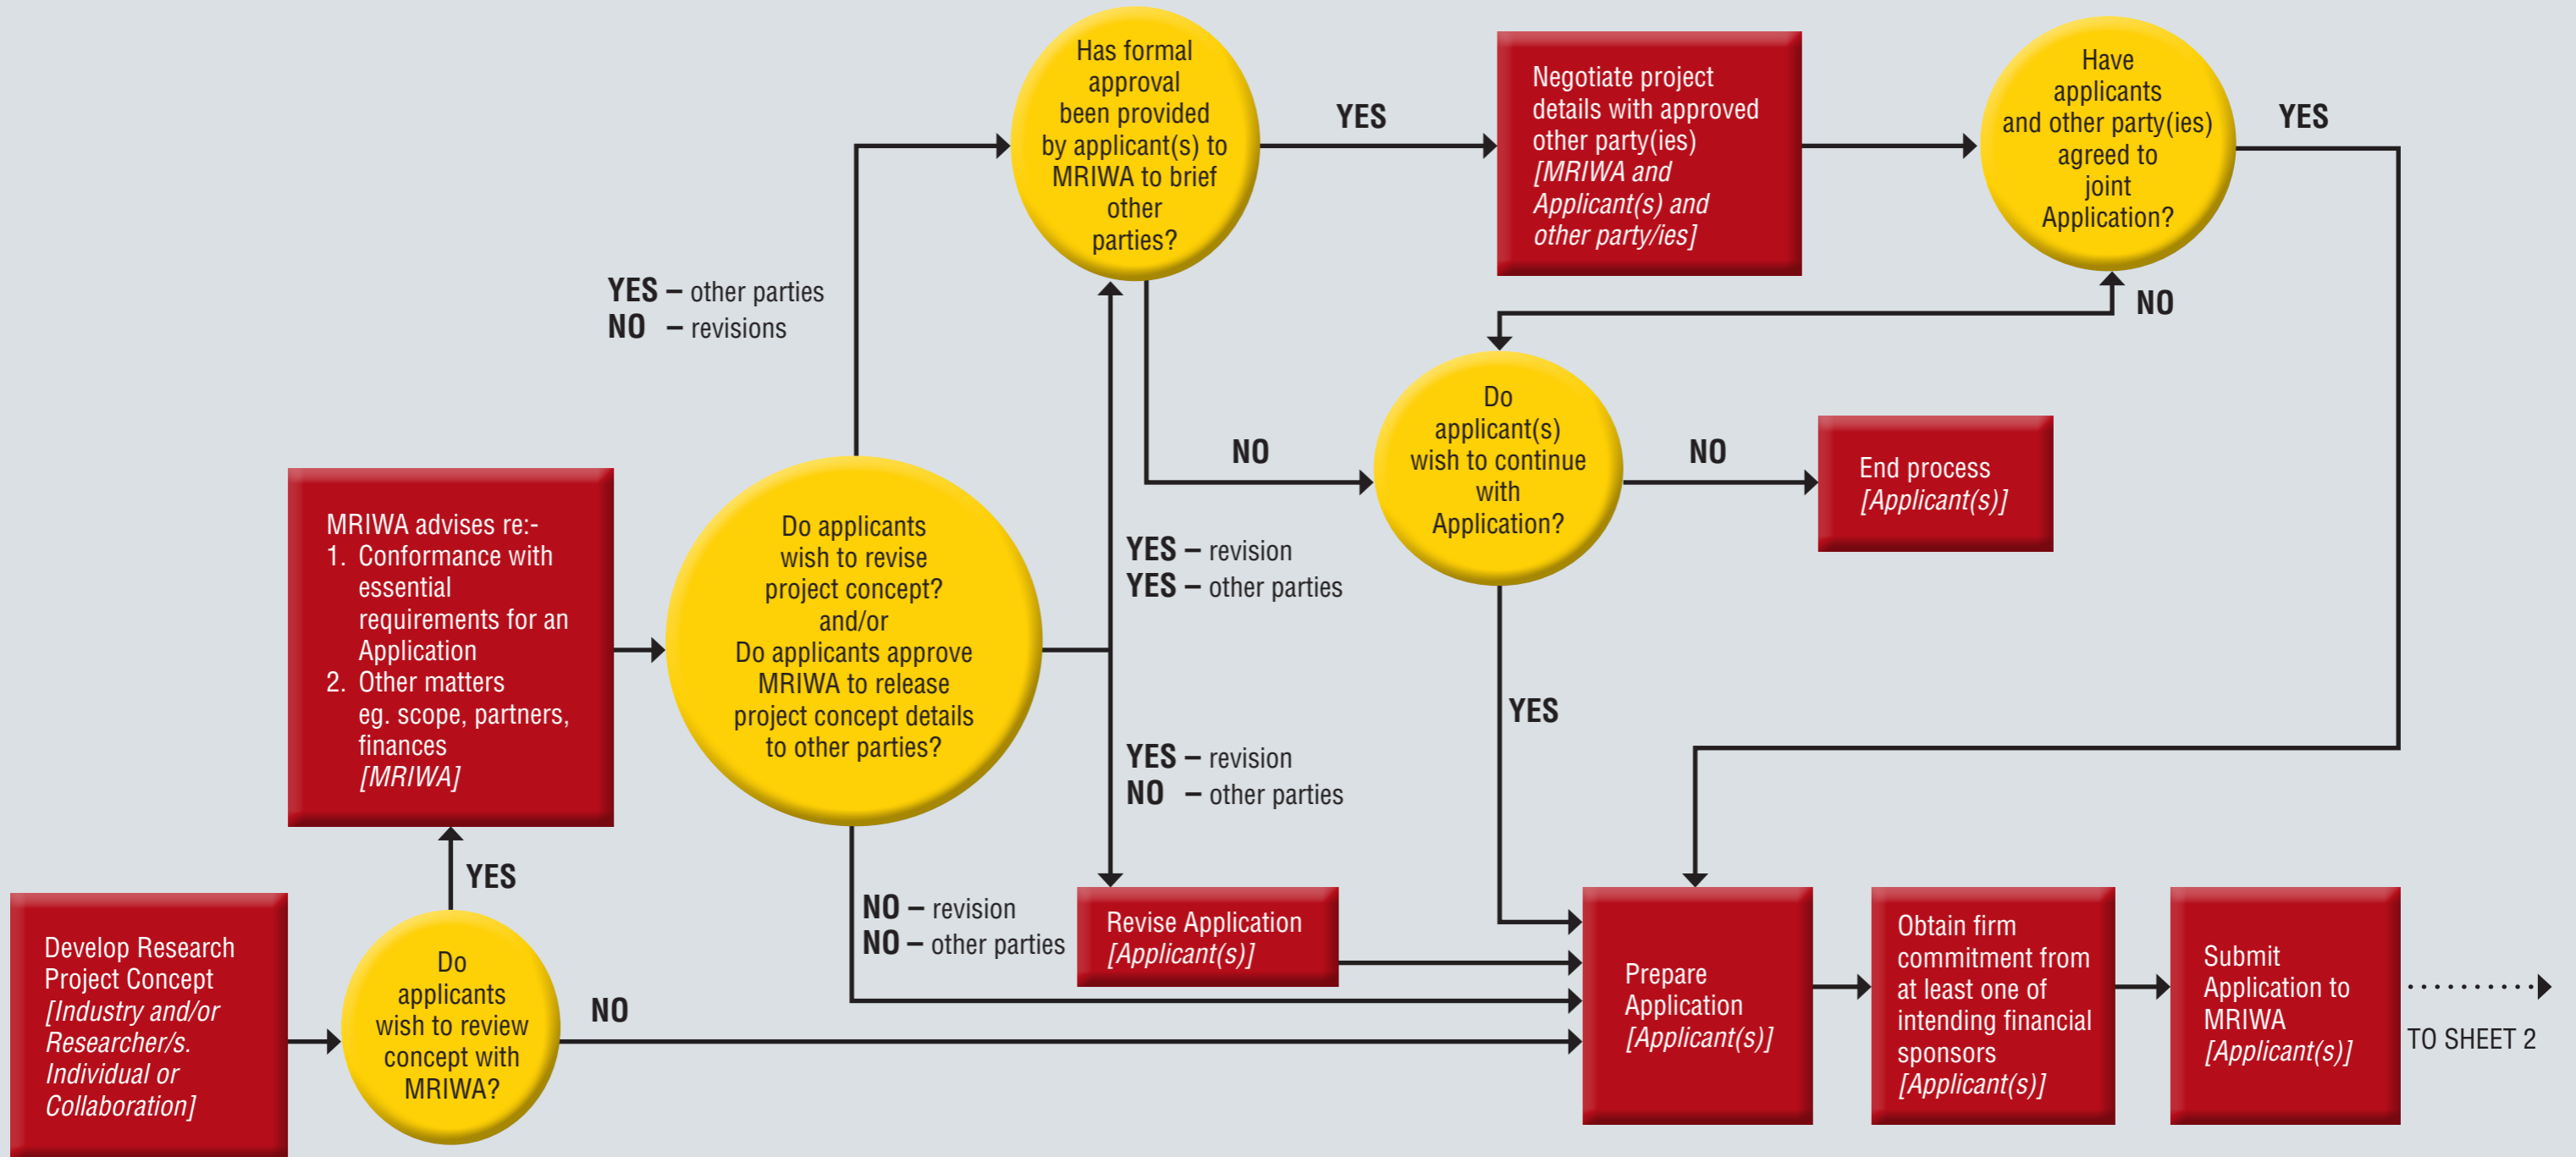 Has formal
approval
been provided
by applicant(s) to
MRIWA to brief
other
parties?
YES
Negotiate project
details with approved
other party(ies)
[MRIWA and
Applicant(s) and
other party/ies]
Have
applicants
and other party(ies)
agreed to
joint
Application?
YES
NO
YES – other parties
NO – revisions
NO
Do
applicant(s)
wish to continue
with
Application?
NO
End process
[Applicant(s)]
MRIWA advises re:-
1. Conformance with
essential
requirements for an
Application
2. Other matters
eg. scope, partners,
finances
[MRIWA]
Do applicants
wish to revise
project concept?
and/or
Do applicants approve
MRIWA to release
project concept details
to other parties?
YES – revision
YES – other parties
YES
YES – revision
NO – other parties
YES
NO – revision
NO – other parties
Develop Research
Project Concept
[Industry and/or
Researcher/s.
Individual or
Collaboration]
Do
applicants
wish to review
concept with
MRIWA?
NO
Revise Application
[Applicant(s)]
Prepare
Application
[Applicant(s)]
Obtain firm
commitment from
at least one of
intending financial
sponsors
[Applicant(s)]
Submit
Application to
MRIWA
[Applicant(s)]
TO SHEET 2